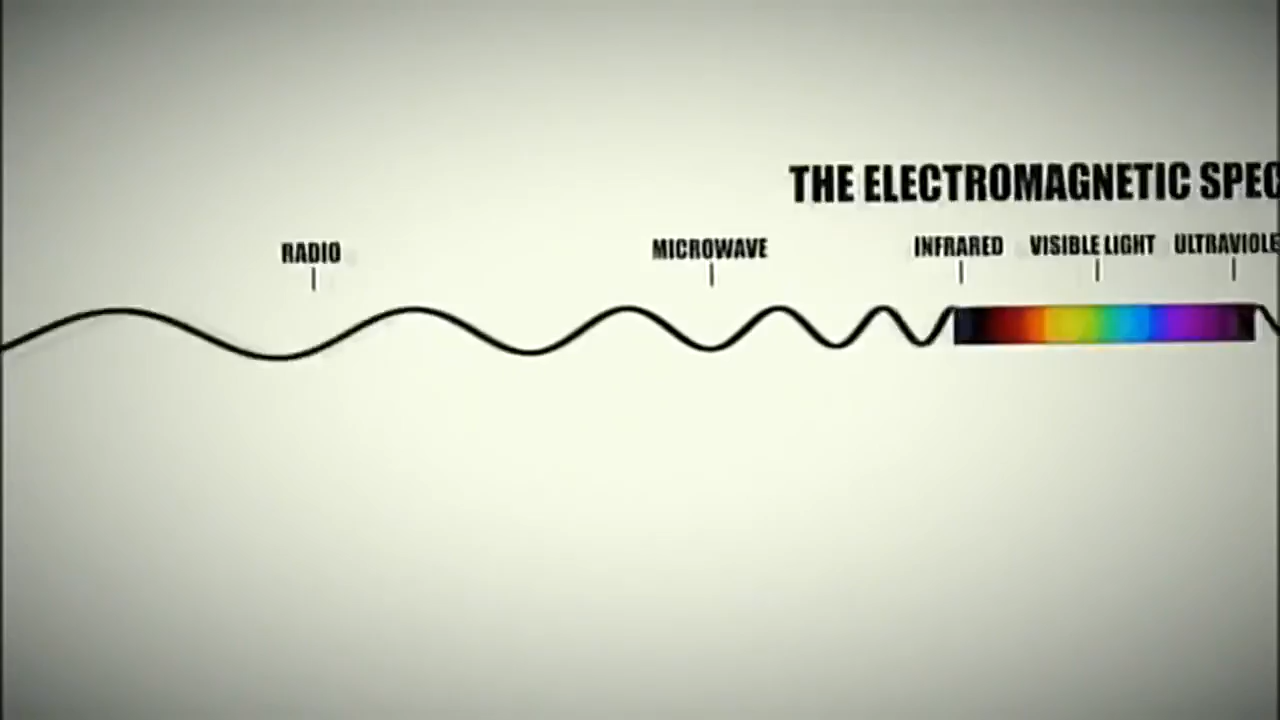 THE ELECTROMAGNETIC SPEC
RADIO MICROWAVE INFRARED VISIBLE LIGHT ULTRAVIOLE